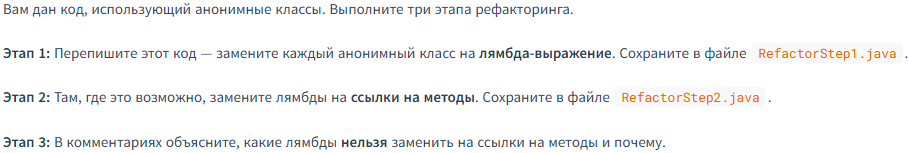 Вам дан код, использующий анонимные классы. Выполните три этапа рефакторинга.
Этап 1: Перепишите этот код — замените каждый анонимный класс на лямбда-выражение. Сохраните в файле RefactorStep1.java .
Этап 2: Там, где это возможно, замените лямбды на ссылки на методы. Сохраните в файле RefactorStep2.java .
Этап 3: В комментариях объясните, какие лямбды нельзя заменить на ссылки на методы и почему.